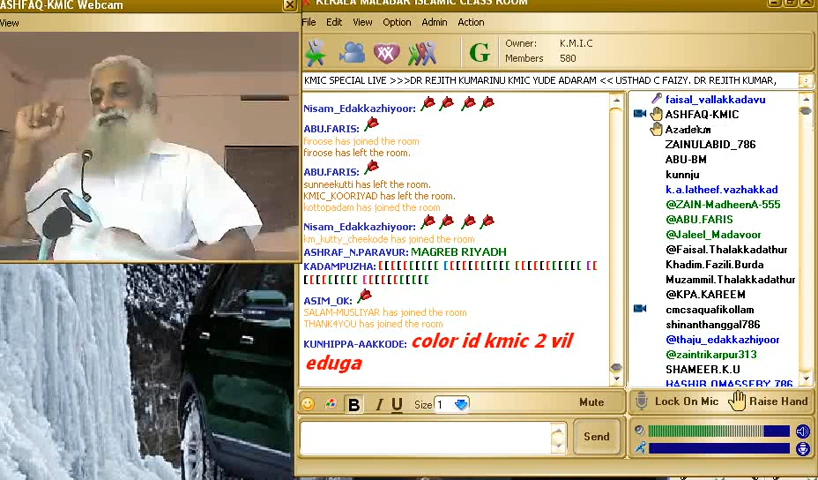 ASHFAQ-KMIC Webcam
View
KERALA MALABAR ISLAMIC CLASS ROOM
File Edit View Option Admin Action
G
Owner: K.M.I.C
Members 580
KMIC SPECIAL LIVE >>>DR REJITH KUMARINU KMIC YUDE ADARAM << USTHAD C FAIZY. DR REJITH KUMAR,
Nisam_Edakkazhiyoor:
ABU.FARIS:
firoose has joined the room
firoose has left the room.
ABU.FARIS:
sunneekutti has left the room.
KMIC_KOORIYAD has left the room.
kottopadam has joined the room
Nisam_Edakkazhiyoor:
km_kutty_cheekode has joined the room
ASHRAF_N.PARAVUR: MAGREB RIYADH
KADAMPUZHA:
ASIM_OK:
SALAM-MUSLIYAR has joined the room
THANK4YOU has joined the room
KUNHIPPA-AAKKODE: color id kmic 2 vil
eduga
faisal_vallakkadavu
ASHFAQ-KMIC
Azadekm
ZAINULABID_786
ABU-BM
kunnju
k.a.latheef.vazhakkad
@ZAIN-MadheenA-555
@ABU.FARIS
@Jaleel_Madavoor
@Faisal.Thalakkadathur
Khadim.Fazili.Burda
Muzammil.Thalakkadathur
@KPA.KAREEM
cmcsaquafikollam
shinanthanggal786
@thaju_edakkazhiyoor
@zaintrikarpur313
SHAMEER.K.U
HASHIR.OMASSERY_786
B I U Size 1 Mute
Lock On Mic Raise Hand
Send